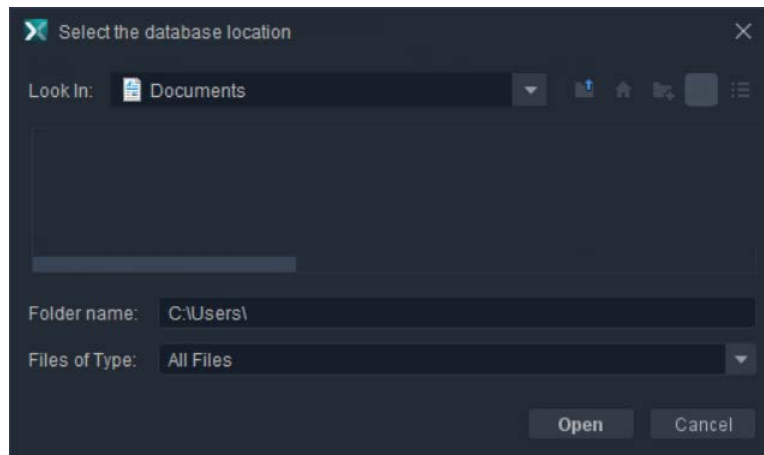 Select the database location
Look In: Documents
Folder name: C:\Users\
Files of Type: All Files
Open Cancel